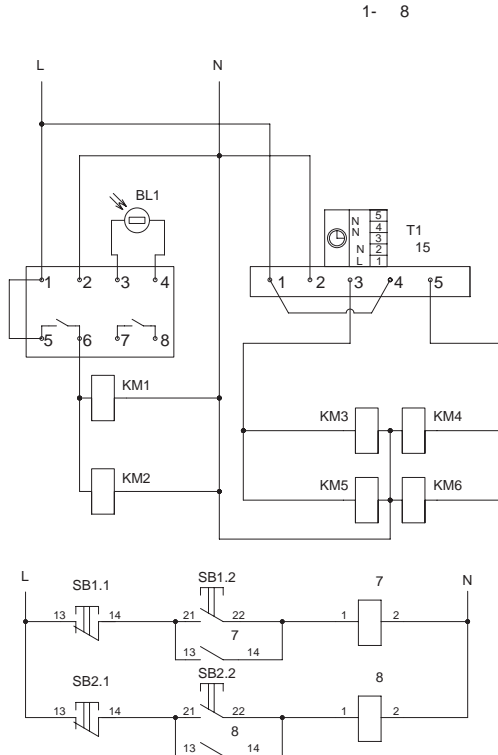 1- 8
L N
BL1
5
N 4
N 3
N 2
L 1
T1
15
1 2 3 4
1 2 3 4 5
5 6 7 8
KM1
KM3 KM4
KM2
KM5 KM6
L N
SB1.1 SB1.2 7
13 14 21 22 1 2
7
13 14
SB2.1 SB2.2 8
13 14 21 22 1 2
8
13 14